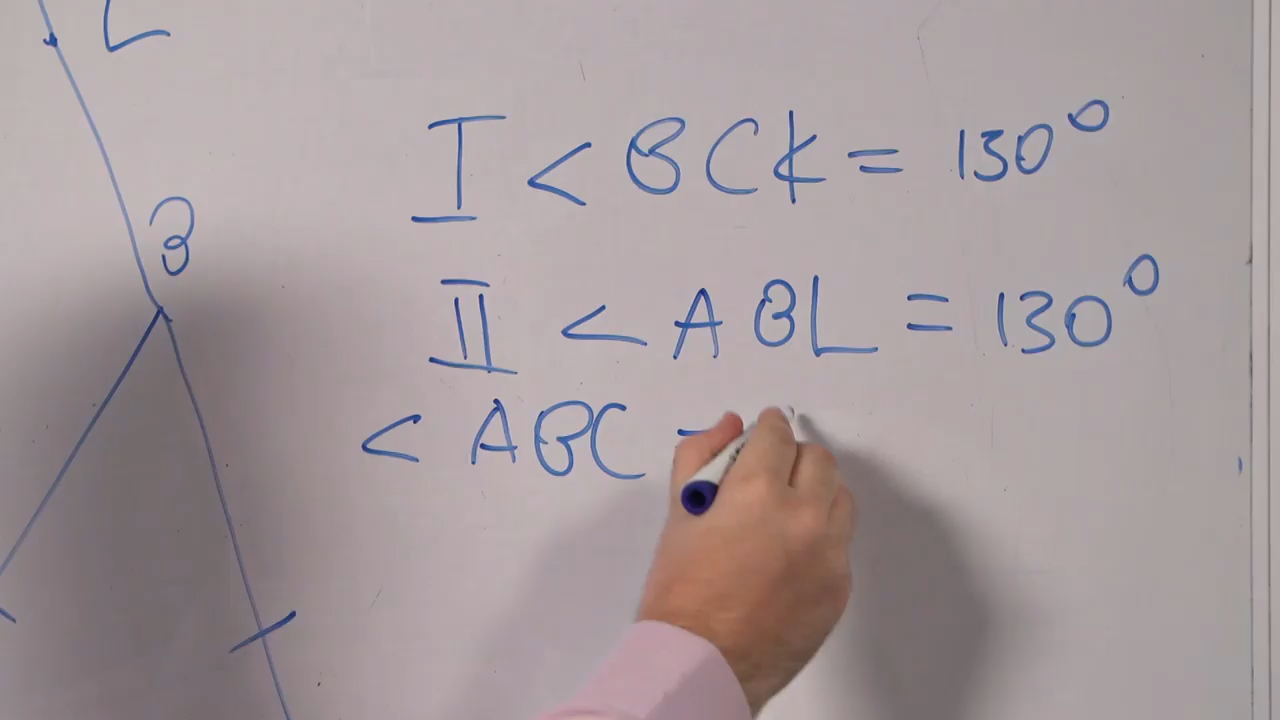 L
B
I < BCK = 130°
II < ABL = 130°
< ABC =